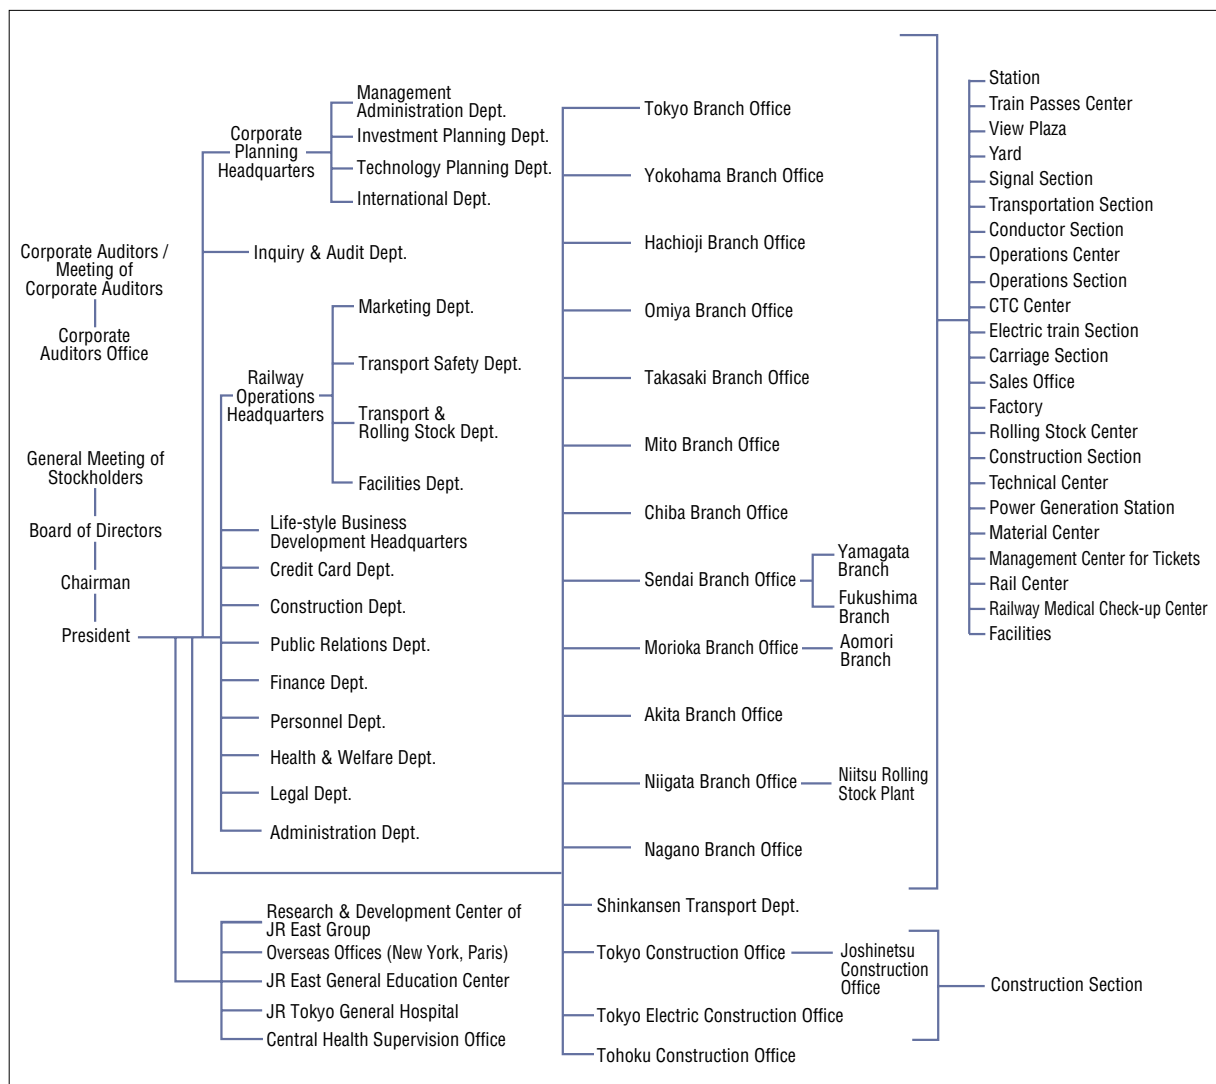 Corporate Auditors /
Meeting of
Corporate Auditors
Corporate
Auditors Office
General Meeting of
Stockholders
Board of Directors
Chairman
President
Corporate
Planning
Headquarters
Management
Administration Dept.
Investment Planning Dept.
Technology Planning Dept.
International Dept.
Inquiry & Audit Dept.
Railway
Operations
Headquarters
Marketing Dept.
Transport Safety Dept.
Transport &
Rolling Stock Dept.
Facilities Dept.
Life-style Business
Development Headquarters
Credit Card Dept.
Construction Dept.
Public Relations Dept.
Finance Dept.
Personnel Dept.
Health & Welfare Dept.
Legal Dept.
Administration Dept.
Research & Development Center of
JR East Group
Overseas Offices (New York, Paris)
JR East General Education Center
JR Tokyo General Hospital
Central Health Supervision Office
Tokyo Branch Office
Yokohama Branch Office
Hachioji Branch Office
Omiya Branch Office
Takasaki Branch Office
Mito Branch Office
Chiba Branch Office
Sendai Branch Office
Yamagata
Branch
Fukushima
Branch
Morioka Branch Office
Aomori
Branch
Akita Branch Office
Niigata Branch Office
Niitsu Rolling
Stock Plant
Nagano Branch Office
Shinkansen Transport Dept.
Tokyo Construction Office
Joshinetsu
Construction
Office
Tokyo Electric Construction Office
Tohoku Construction Office
Station
Train Passes Center
View Plaza
Yard
Signal Section
Transportation Section
Conductor Section
Operations Center
Operations Section
CTC Center
Electric train Section
Carriage Section
Sales Office
Factory
Rolling Stock Center
Construction Section
Technical Center
Power Generation Station
Material Center
Management Center for Tickets
Rail Center
Railway Medical Check-up Center
Facilities
Construction Section